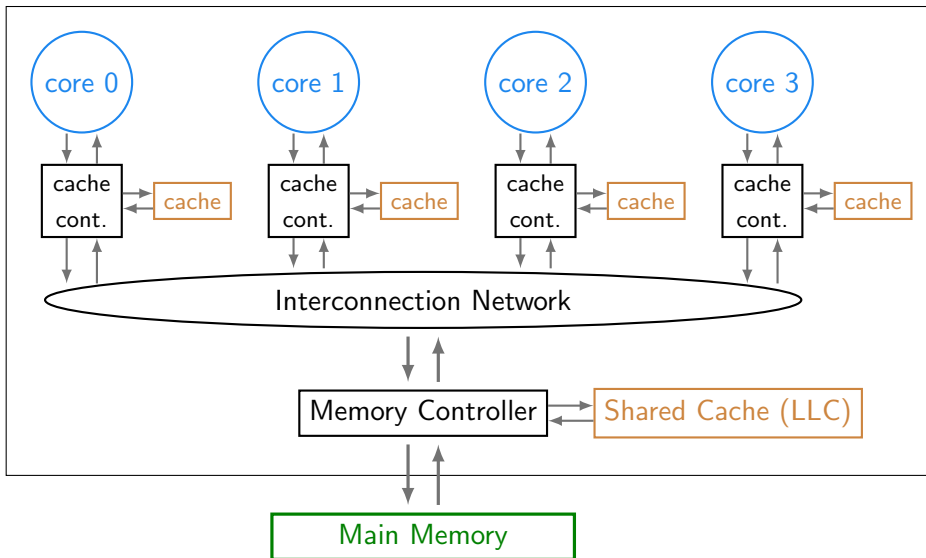 core 0
core 1
core 2
core 3
cache
cont.
cache
cache
cont.
cache
cache
cont.
cache
cache
cont.
cache
Interconnection Network
Memory Controller
Shared Cache (LLC)
Main Memory